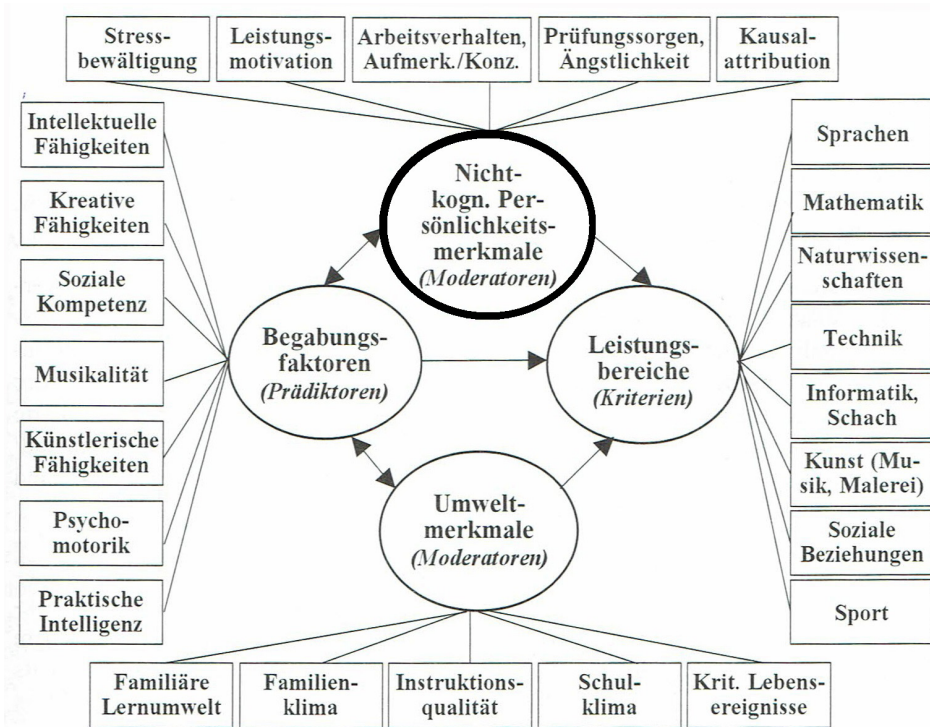 Stress-
bewältigung
Leistungs-
motivation
Arbeitsverhalten,
Aufmerk./Konz.
Prüfungssorgen,
Ängstlichkeit
Kausal-
attribution
Intellektuelle
Fähigkeiten
Kreative
Fähigkeiten
Soziale
Kompetenz
Musikalität
Künstlerische
Fähigkeiten
Psycho-
motorik
Praktische
Intelligenz
Nicht-
kogn. Per-
sönlichkeits-
merkmale
(Moderatoren)
Begabungs-
faktoren
(Prädiktoren)
Leistungs-
bereiche
(Kriterien)
Umwelt-
merkmale
(Moderatoren)
Sprachen
Mathematik
Naturwissen-
schaften
Technik
Informatik,
Schach
Kunst (Mu-
sik, Malerei)
Soziale
Beziehungen
Sport
Familiäre
Lernumwelt
Familien-
klima
Instruktions-
qualität
Schul-
klima
Krit. Lebens-
ereignisse